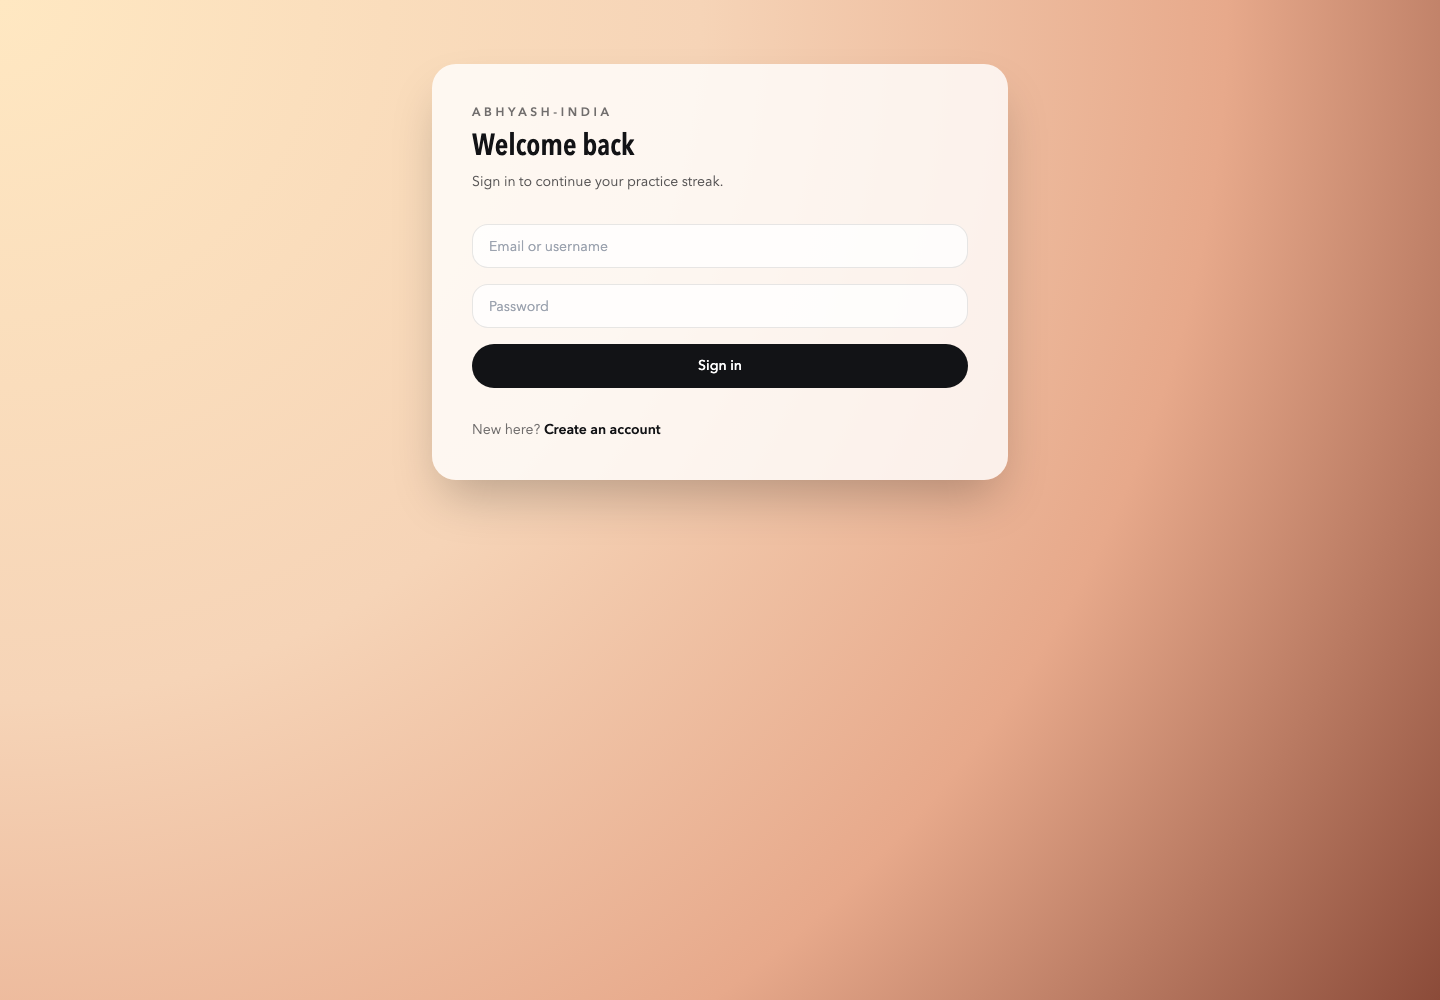 ABHYASH-INDIA
Welcome back
Sign in to continue your practice streak.
Email or username
Password
Sign in
New here? Create an account